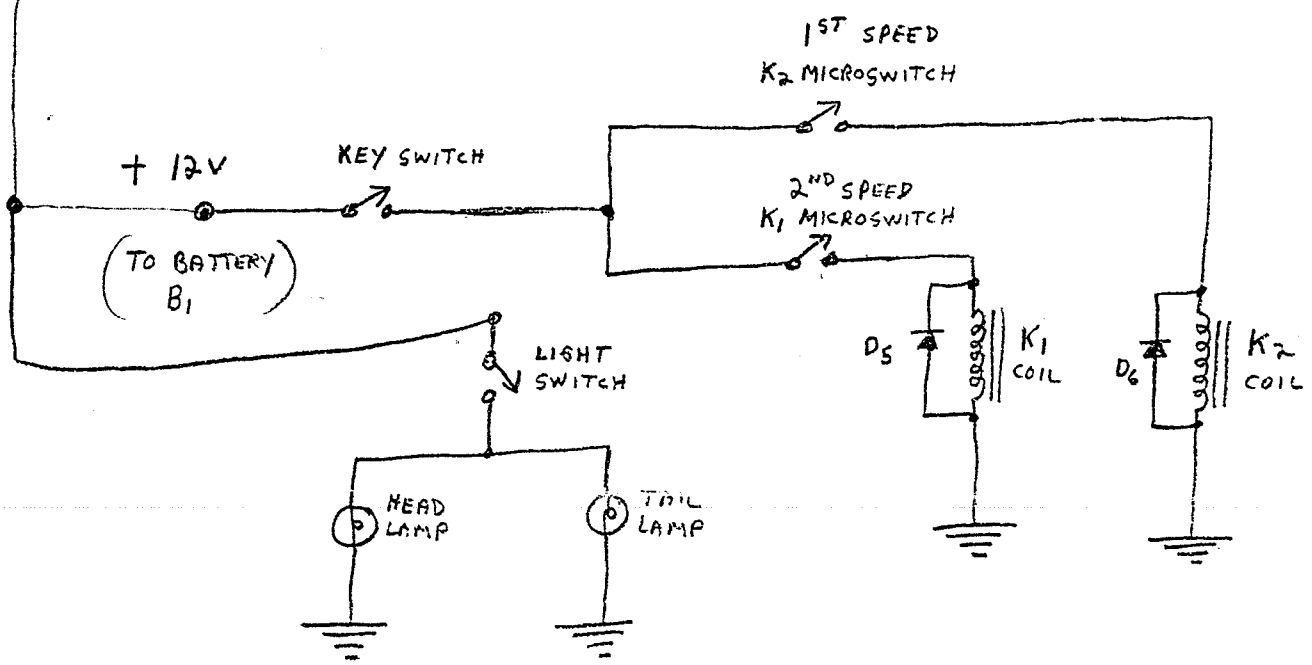 1ST SPEED
K2 MICROSWITCH
+ 12V
KEY SWITCH
2ND SPEED
K1 MICROSWITCH
(TO BATTERY
B1)
LIGHT
SWITCH
D5
K1
COIL
D6
K2
COIL
HEAD
LAMP
TAIL
LAMP